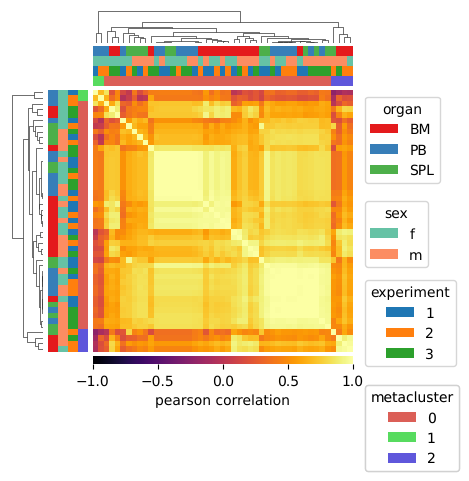 organ
BM
PB
SPL
sex
f
m
experiment
1
2
3
−1.0 −0.5 0.0 0.5 1.0
pearson correlation
metacluster
0
1
2